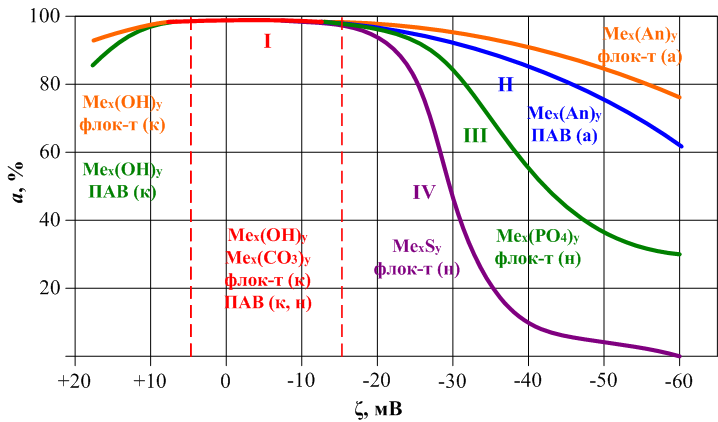 100
80
60
40
20
a, %
I
II
III
IV
Meₓ(An)ᵧ
флок-т (а)
Meₓ(An)ᵧ
ПАВ (а)
Meₓ(OH)ᵧ
флок-т (к)
Meₓ(OH)ᵧ
ПАВ (к)
Meₓ(OH)ᵧ
Meₓ(CO₃)ᵧ
флок-т (к)
ПАВ (к, н)
MeₓSᵧ
флок-т (н)
Meₓ(PO₄)ᵧ
флок-т (н)
+20 +10 0 -10 -20 -30 -40 -50 -60
ζ, мВ